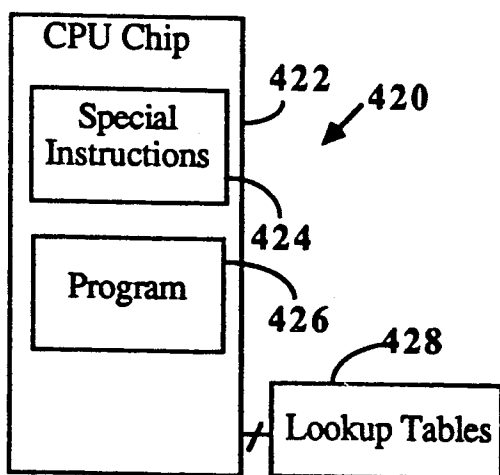 CPU Chip
422
420
Special
Instructions
424
Program
426
428
Lookup Tables